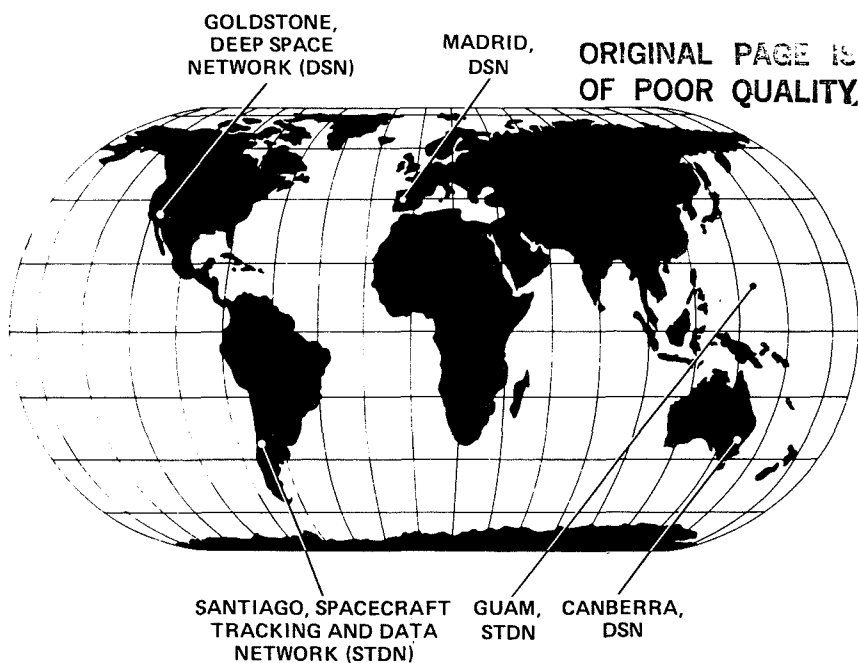 GOLDSTONE,
DEEP SPACE
NETWORK (DSN)
MADRID,
DSN
ORIGINAL PAGE IS
OF POOR QUALITY
SANTIAGO, SPACECRAFT
TRACKING AND DATA
NETWORK (STDN)
GUAM,
STDN
CANBERRA,
DSN